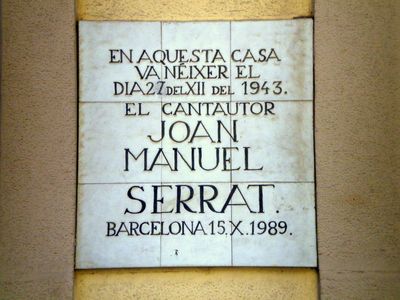 EN AQUESTA CASA
VA NÉIXER EL
DIA 27 DEL XII DEL 1943.
EL CANTAUTOR
JOAN
MANUEL
SERRAT.
BARCELONA 15.X.1989.